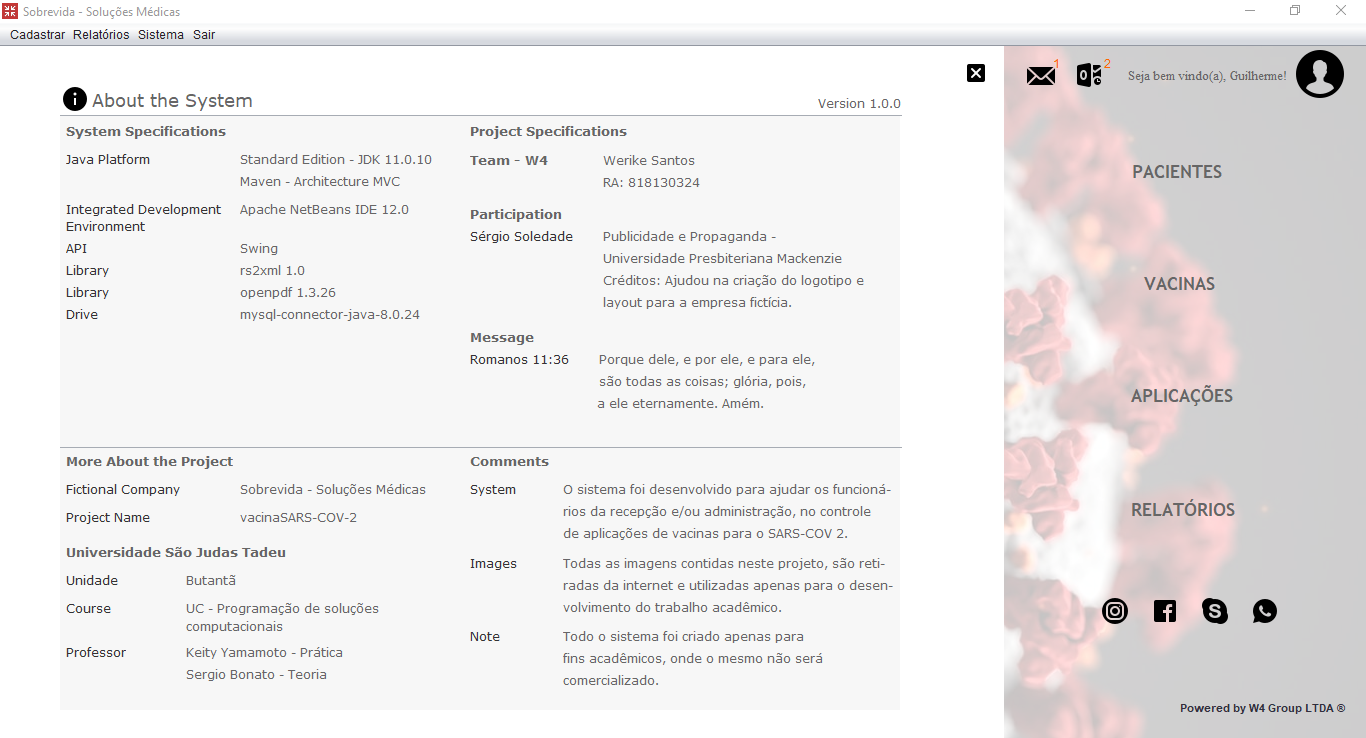 Sobrevida - Soluções Médicas
Cadastrar Relatórios Sistema Sair
About the System
Version 1.0.0
System Specifications
Java Platform Standard Edition - JDK 11.0.10
Maven - Architecture MVC
Integrated Development Apache NetBeans IDE 12.0
Environment
API Swing
Library rs2xml 1.0
Library openpdf 1.3.26
Drive mysql-connector-java-8.0.24
Project Specifications
Team - W4 Werike Santos
RA: 818130324
Participation
Sérgio Soledade Publicidade e Propaganda -
Universidade Presbiteriana Mackenzie
Créditos: Ajudou na criação do logotipo e
layout para a empresa fictícia.
Message
Romanos 11:36 Porque dele, e por ele, e para ele,
são todas as coisas; glória, pois,
a ele eternamente. Amém.
More About the Project
Fictional Company Sobrevida - Soluções Médicas
Project Name vacinaSARS-COV-2
Universidade São Judas Tadeu
Unidade Butantã
Course UC - Programação de soluções
computacionais
Professor Keity Yamamoto - Prática
Sergio Bonato - Teoria
Comments
System O sistema foi desenvolvido para ajudar os funcioná-
rios da recepção e/ou administração, no controle
de aplicações de vacinas para o SARS-COV 2.
Images Todas as imagens contidas neste projeto, são reti-
radas da internet e utilizadas apenas para o desen-
volvimento do trabalho acadêmico.
Note Todo o sistema foi criado apenas para
fins acadêmicos, onde o mesmo não será
comercializado.
1 2 Seja bem vindo(a), Guilherme!
PACIENTES
VACINAS
APLICAÇÕES
RELATÓRIOS
Powered by W4 Group LTDA ®